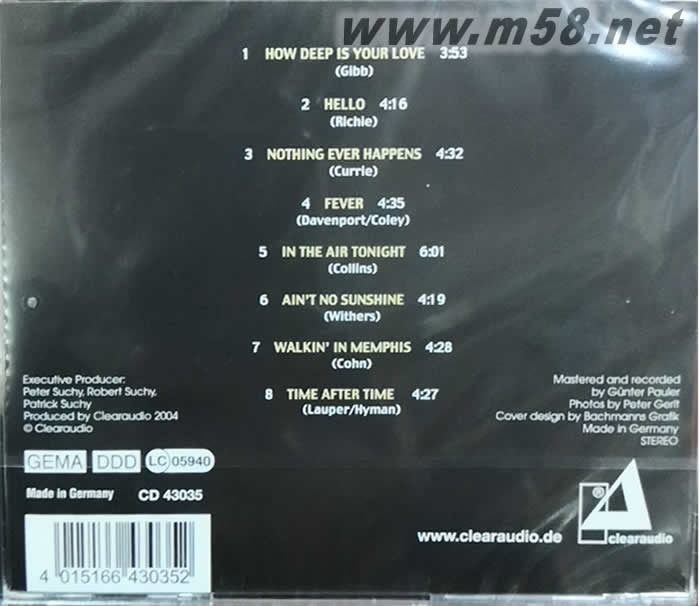 www.m58.net
1 HOW DEEP IS YOUR LOVE 3:53
(Gibb)
2 HELLO 4:16
(Richie)
3 NOTHING EVER HAPPENS 4:32
(Currie)
4 FEVER 4:35
(Davenport/Cooley)
5 IN THE AIR TONIGHT 6:01
(Collins)
6 AIN'T NO SUNSHINE 4:19
(Withers)
7 WALKIN' IN MEMPHIS 4:28
(Cohn)
8 TIME AFTER TIME 4:27
(Lauper/Hyman)
Executive Producer:
Peter Suchy, Robert Suchy,
Patrick Suchy
Produced by Clearaudio 2004
© Clearaudio
Mastered and recorded
by Günter Pauler
Photos by Peter Gerlt
Cover design by Bachmanns Grafik
Made in Germany
STEREO
GEMA DDD LC 05940
Made in Germany CD 43035
4 015166 430352
www.clearaudio.de
®
clearaudio